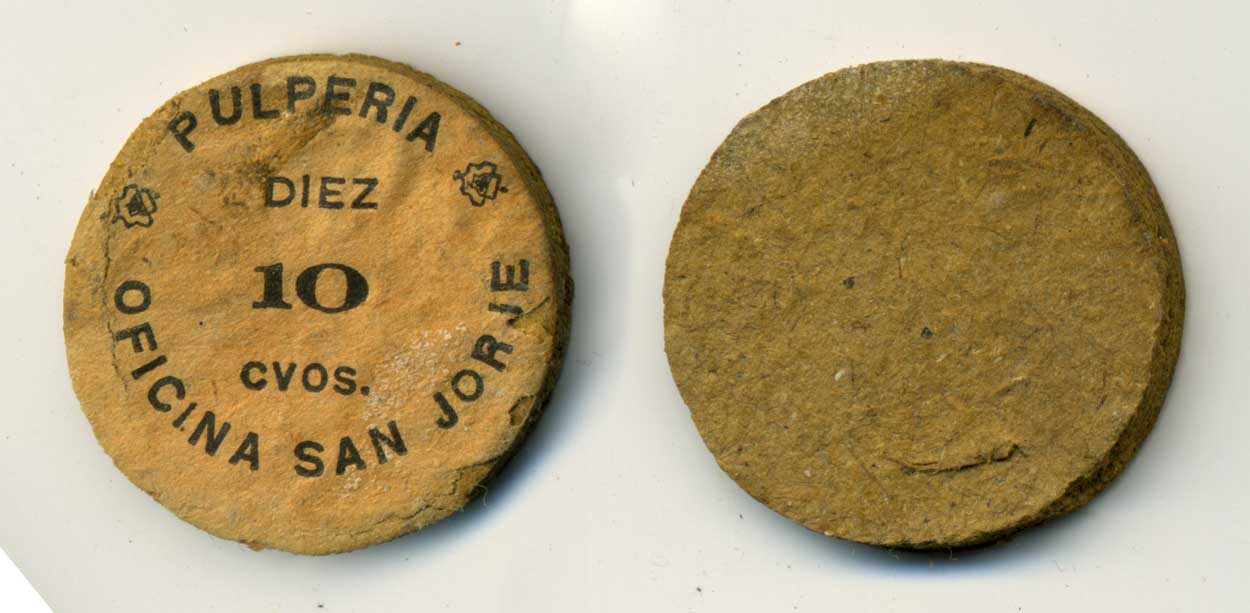 PULPERIA
DIEZ
10
CVOS.
OFICINA SAN JORJE